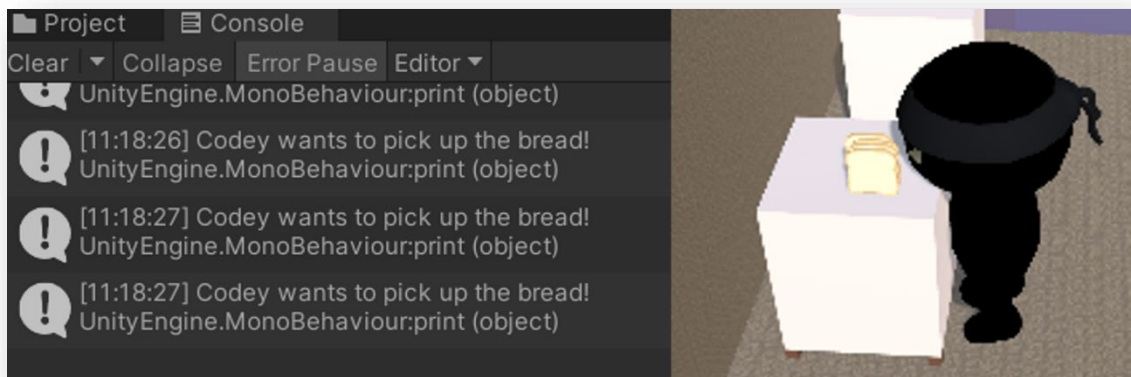 Project Console
Clear Collapse Error Pause Editor
UnityEngine.MonoBehaviour:print (object)
[11:18:26] Codey wants to pick up the bread!
UnityEngine.MonoBehaviour:print (object)
[11:18:27] Codey wants to pick up the bread!
UnityEngine.MonoBehaviour:print (object)
[11:18:27] Codey wants to pick up the bread!
UnityEngine.MonoBehaviour:print (object)